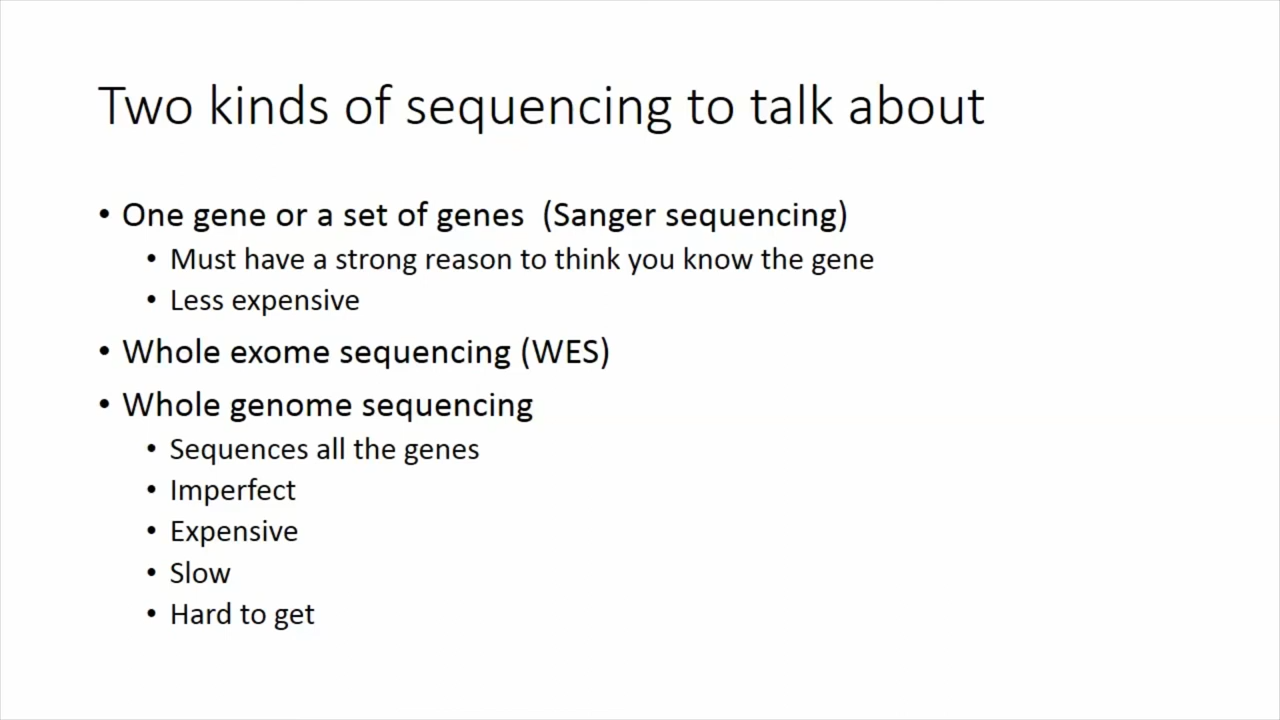 Two kinds of sequencing to talk about
• One gene or a set of genes  (Sanger sequencing)
• Must have a strong reason to think you know the gene
• Less expensive
• Whole exome sequencing (WES)
• Whole genome sequencing
• Sequences all the genes
• Imperfect
• Expensive
• Slow
• Hard to get